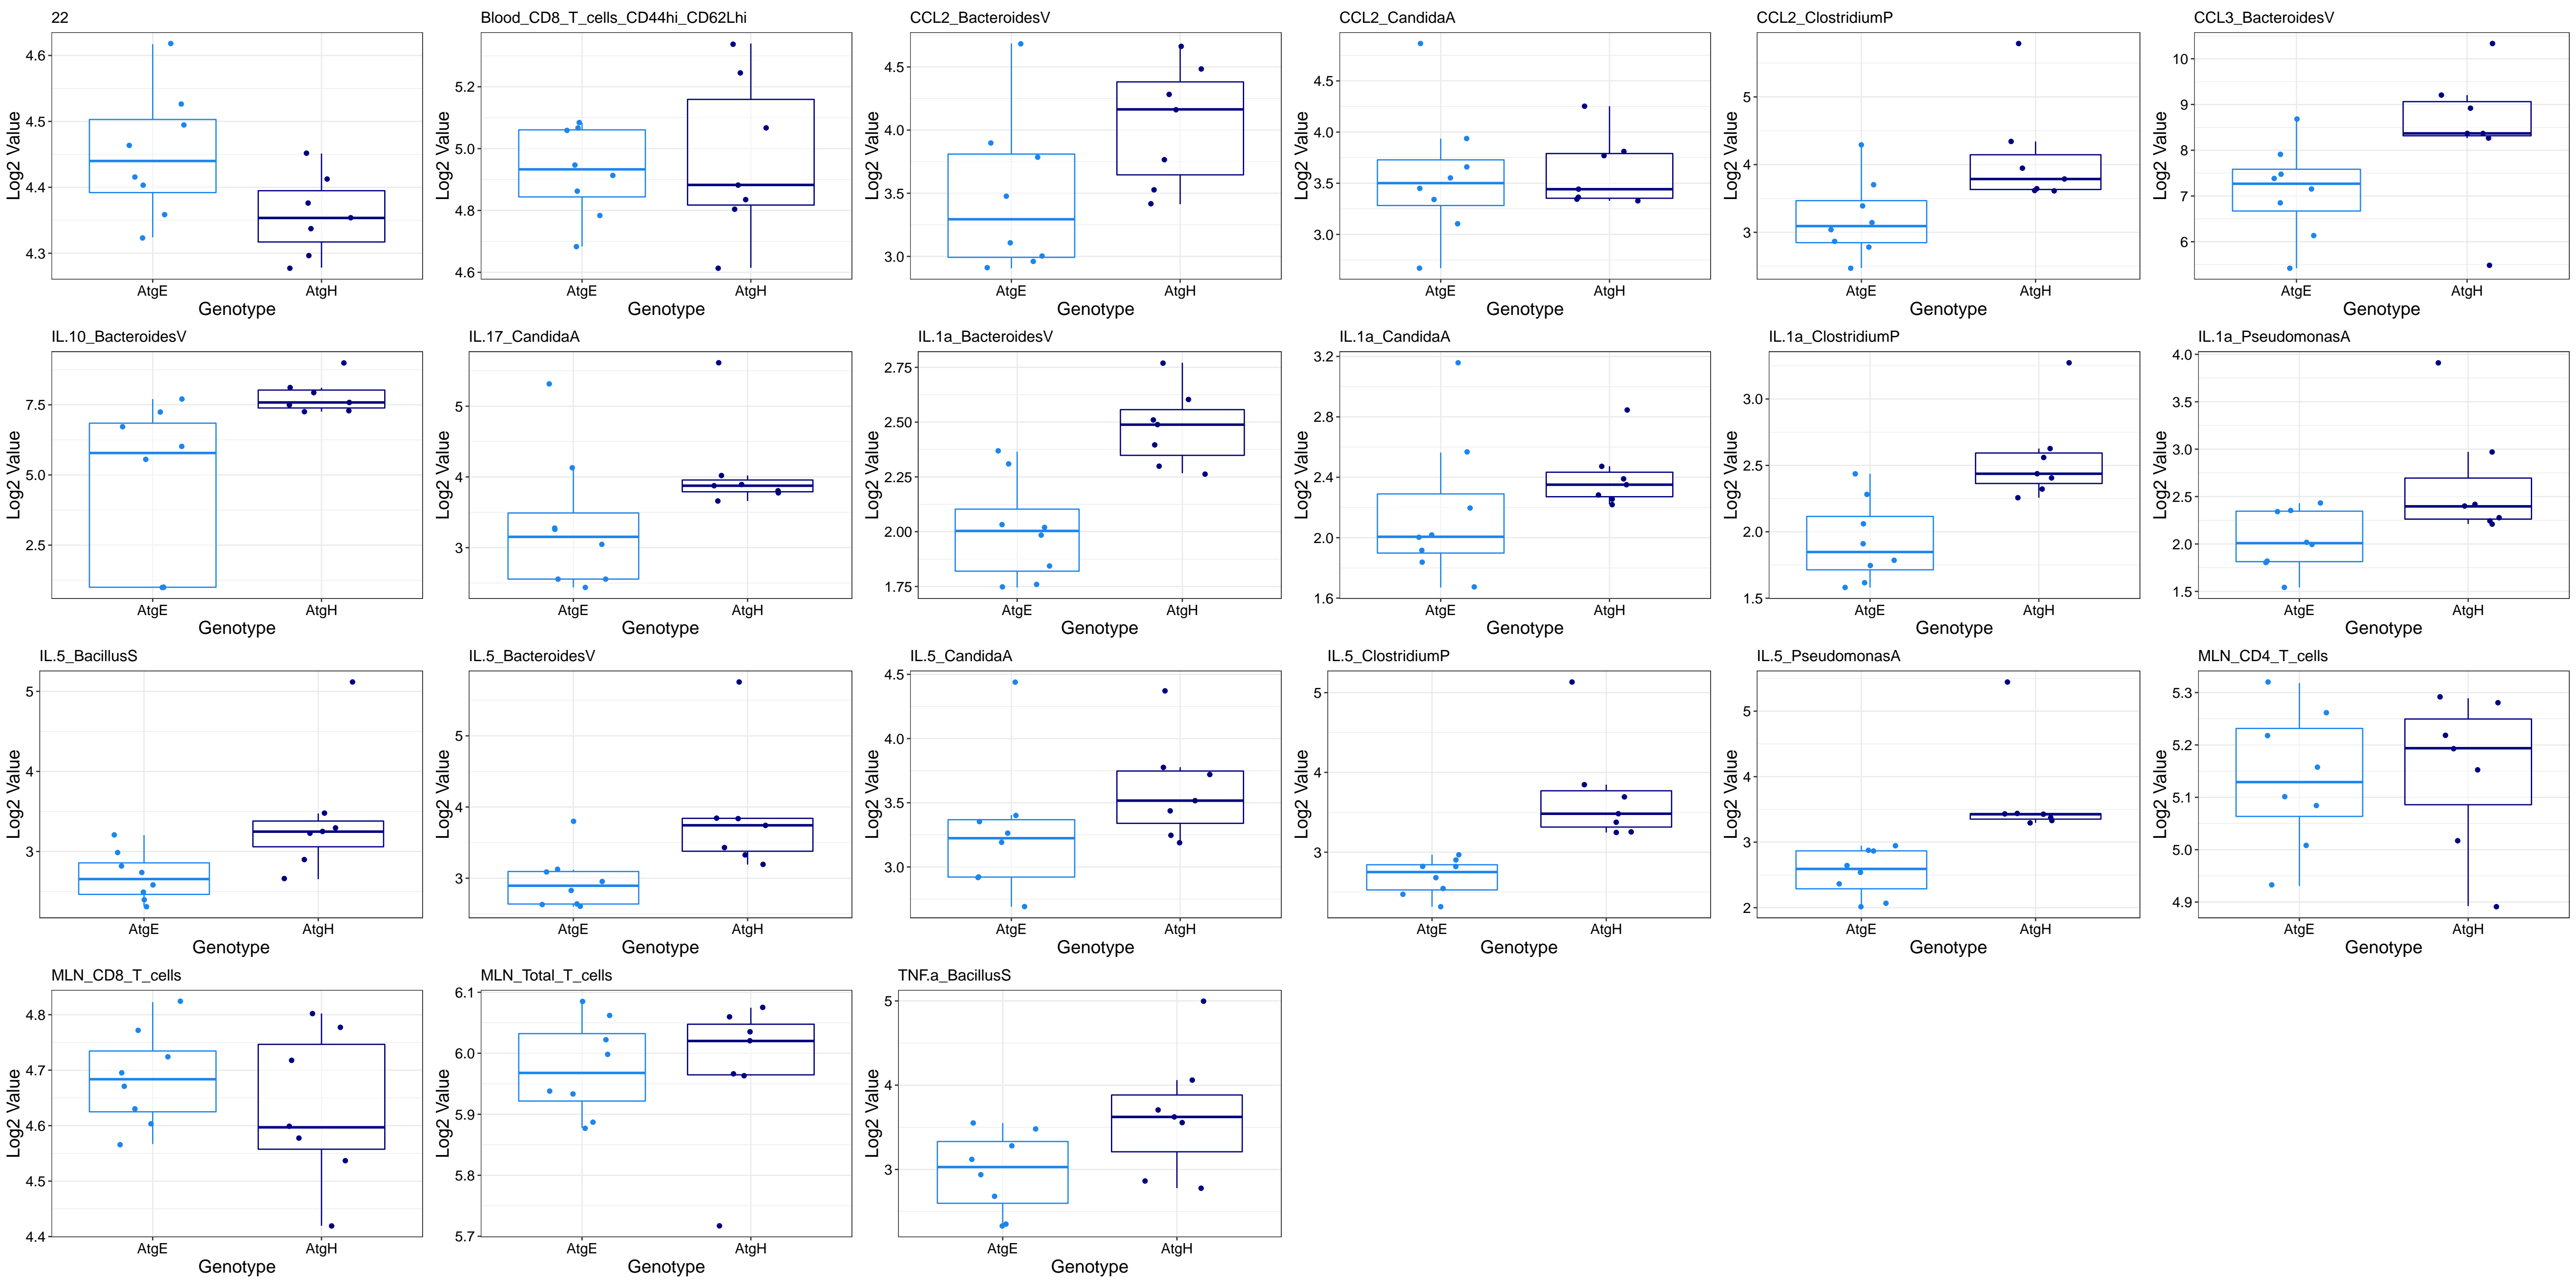 22
Log2 Value
4.6
4.5
4.4
4.3
AtgE
AtgH
Genotype
Blood_CD8_T_cells_CD44hi_CD62Lhi
Log2 Value
5.2
5.0
4.8
4.6
AtgE
AtgH
Genotype
CCL2_BacteroidesV
Log2 Value
4.5
4.0
3.5
3.0
AtgE
AtgH
Genotype
CCL2_CandidaA
Log2 Value
4.5
4.0
3.5
3.0
AtgE
AtgH
Genotype
CCL2_ClostridiumP
Log2 Value
5
4
3
AtgE
AtgH
Genotype
CCL3_BacteroidesV
Log2 Value
10
9
8
7
6
AtgE
AtgH
Genotype
IL.10_BacteroidesV
Log2 Value
7.5
5.0
2.5
AtgE
AtgH
Genotype
IL.17_CandidaA
Log2 Value
5
4
3
AtgE
AtgH
Genotype
IL.1a_BacteroidesV
Log2 Value
2.75
2.50
2.25
2.00
1.75
AtgE
AtgH
Genotype
IL.1a_CandidaA
Log2 Value
3.2
2.8
2.4
2.0
1.6
AtgE
AtgH
Genotype
IL.1a_ClostridiumP
Log2 Value
3.0
2.5
2.0
1.5
AtgE
AtgH
Genotype
IL.1a_PseudomonasA
Log2 Value
4.0
3.5
3.0
2.5
2.0
1.5
AtgE
AtgH
Genotype
IL.5_BacillusS
Log2 Value
5
4
3
AtgE
AtgH
Genotype
IL.5_BacteroidesV
Log2 Value
5
4
3
AtgE
AtgH
Genotype
IL.5_CandidaA
Log2 Value
4.5
4.0
3.5
3.0
AtgE
AtgH
Genotype
IL.5_ClostridiumP
Log2 Value
5
4
3
AtgE
AtgH
Genotype
IL.5_PseudomonasA
Log2 Value
5
4
3
2
AtgE
AtgH
Genotype
MLN_CD4_T_cells
Log2 Value
5.3
5.2
5.1
5.0
4.9
AtgE
AtgH
Genotype
MLN_CD8_T_cells
Log2 Value
4.8
4.7
4.6
4.5
4.4
AtgE
AtgH
Genotype
MLN_Total_T_cells
Log2 Value
6.1
6.0
5.9
5.8
5.7
AtgE
AtgH
Genotype
TNF.a_BacillusS
Log2 Value
5
4
3
AtgE
AtgH
Genotype